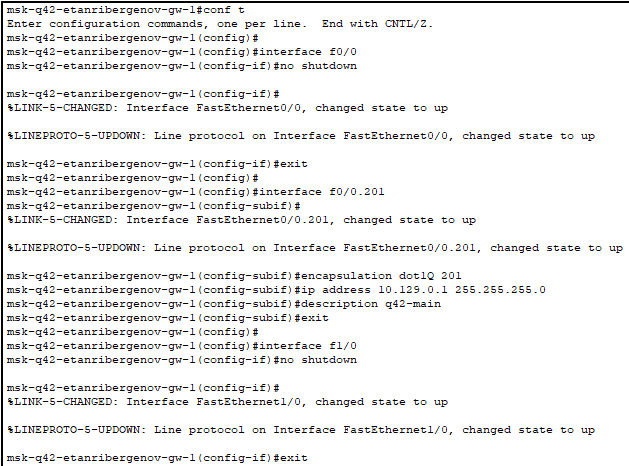 msk-q42-etanribergenov-gw-1#conf t
Enter configuration commands, one per line.  End with CNTL/Z.
msk-q42-etanribergenov-gw-1(config)#
msk-q42-etanribergenov-gw-1(config)#interface f0/0
msk-q42-etanribergenov-gw-1(config-if)#no shutdown
msk-q42-etanribergenov-gw-1(config-if)#
%LINK-5-CHANGED: Interface FastEthernet0/0, changed state to up
%LINEPROTO-5-UPDOWN: Line protocol on Interface FastEthernet0/0, changed state to up
msk-q42-etanribergenov-gw-1(config-if)#exit
msk-q42-etanribergenov-gw-1(config)#
msk-q42-etanribergenov-gw-1(config)#interface f0/0.201
msk-q42-etanribergenov-gw-1(config-subif)#
%LINK-5-CHANGED: Interface FastEthernet0/0.201, changed state to up
%LINEPROTO-5-UPDOWN: Line protocol on Interface FastEthernet0/0.201, changed state to up
msk-q42-etanribergenov-gw-1(config-subif)#encapsulation dot1Q 201
msk-q42-etanribergenov-gw-1(config-subif)#ip address 10.129.0.1 255.255.255.0
msk-q42-etanribergenov-gw-1(config-subif)#description q42-main
msk-q42-etanribergenov-gw-1(config-subif)#exit
msk-q42-etanribergenov-gw-1(config)#
msk-q42-etanribergenov-gw-1(config)#interface f1/0
msk-q42-etanribergenov-gw-1(config-if)#no shutdown
msk-q42-etanribergenov-gw-1(config-if)#
%LINK-5-CHANGED: Interface FastEthernet1/0, changed state to up
%LINEPROTO-5-UPDOWN: Line protocol on Interface FastEthernet1/0, changed state to up
msk-q42-etanribergenov-gw-1(config-if)#exit